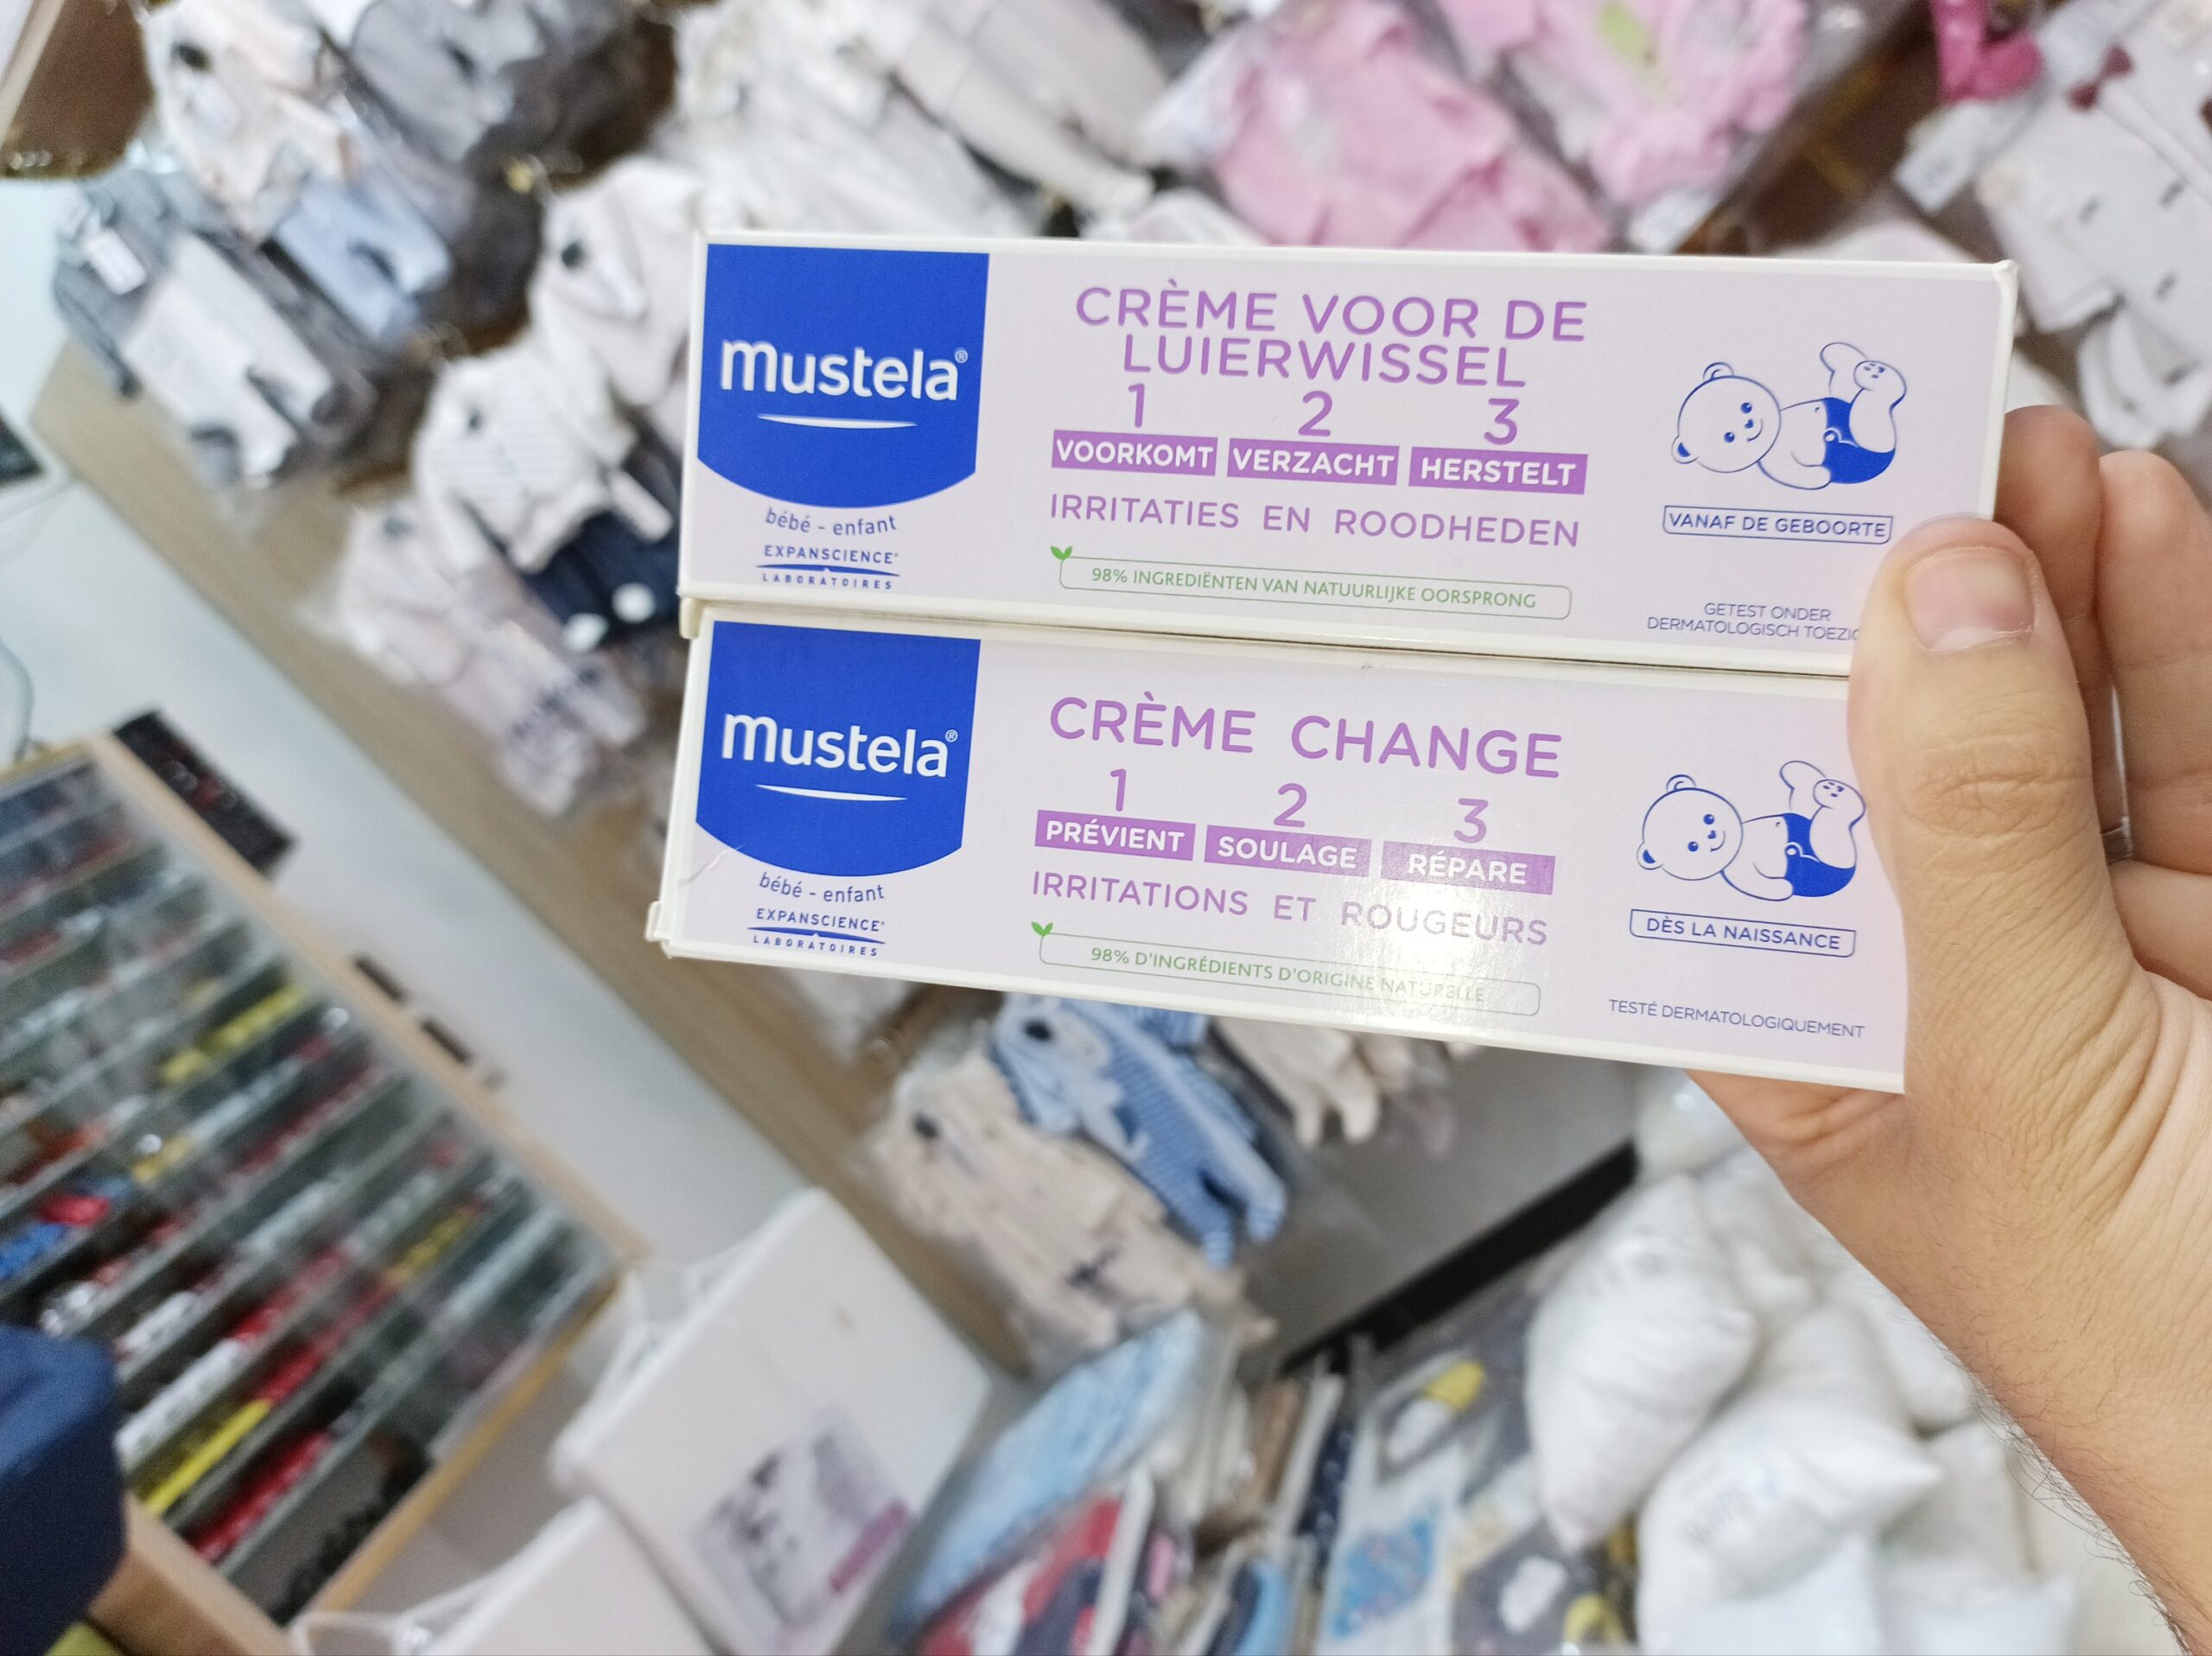 mustela®
bébé - enfant
EXPANSCIENCE®
LABORATOIRES
CRÈME VOOR DE
LUIERWISSEL
1 2 3
VOORKOMT VERZACHT HERSTELT
IRRITATIES EN ROODHEDEN
98% INGREDIËNTEN VAN NATUURLIJKE OORSPRONG
VANAF DE GEBOORTE
GETEST ONDER
DERMATOLOGISCH
mustela®
bébé - enfant
EXPANSCIENCE®
LABORATOIRES
CRÈME CHANGE
1 2 3
PRÉVIENT SOULAGE RÉPARE
IRRITATIONS ET ROUGEURS
98% D'INGRÉDIENTS D'ORIGINE NATURELLE
DÈS LA NAISSANCE
TESTÉ DERMATOLOGIQUEMENT